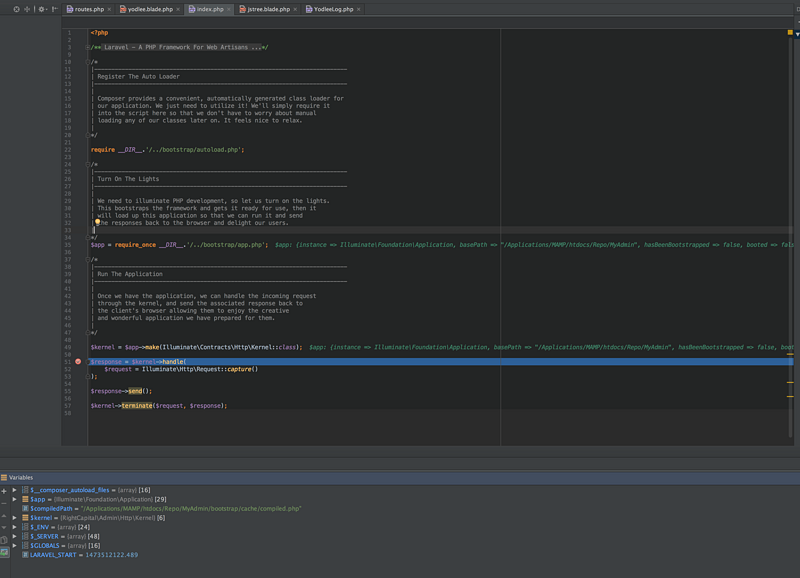 routes.php
yodlee.blade.php
index.php
jstree.blade.php
YodleeLog.php
1 <?php
2
3 /** Laravel - A PHP Framework For Web Artisans ...*/
9
10 /*
11 |--------------------------------------------------------------------------
12 | Register The Auto Loader
13 |--------------------------------------------------------------------------
14 |
15 | Composer provides a convenient, automatically generated class loader for
16 | our application. We just need to utilize it! We'll simply require it
17 | into the script here so that we don't have to worry about manual
18 | loading any of our classes later on. It feels nice to relax.
19 |
20 */
21
22 require __DIR__.'/../bootstrap/autoload.php';
23
24 /*
25 |--------------------------------------------------------------------------
26 | Turn On The Lights
27 |--------------------------------------------------------------------------
28 |
29 | We need to illuminate PHP development, so let us turn on the lights.
30 | This bootstraps the framework and gets it ready for use, then it
31 | will load up this application so that we can run it and send
32 | the responses back to the browser and delight our users.
33 |
34 */
35 $app = require_once __DIR__.'/../bootstrap/app.php'; $app: {instance => Illuminate\Foundation\Application, basePath => "/Applications/MAMP/htdocs/Repo/MyAdmin", hasBeenBootstrapped => false, booted => fals
36
37 /*
38 |--------------------------------------------------------------------------
39 | Run The Application
40 |--------------------------------------------------------------------------
41 |
42 | Once we have the application, we can handle the incoming request
43 | through the kernel, and send the associated response back to
44 | the client's browser allowing them to enjoy the creative
45 | and wonderful application we have prepared for them.
46 |
47 */
48
49 $kernel = $app->make(Illuminate\Contracts\Http\Kernel::class); $app: {instance => Illuminate\Foundation\Application, basePath => "/Applications/MAMP/htdocs/Repo/MyAdmin", hasBeenBootstrapped => false, boot
50
51 $response = $kernel->handle(
52 $request = Illuminate\Http\Request::capture()
53 );
54
55 $response->send();
56
57 $kernel->terminate($request, $response);
58
Variables
$__composer_autoload_files = {array} [16]
$app = {Illuminate\Foundation\Application} [29]
$compiledPath = "/Applications/MAMP/htdocs/Repo/MyAdmin/bootstrap/cache/compiled.php"
$kernel = {RightCapital\Admin\Http\Kernel} [6]
$_ENV = {array} [24]
$_SERVER = {array} [48]
$GLOBALS = {array} [16]
LARAVEL_START = 1473512122.489